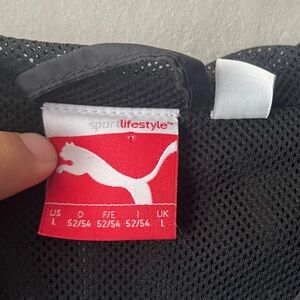 sportlifestyle™
US D F/E I UK
L 52/54 52/54 52/54 L